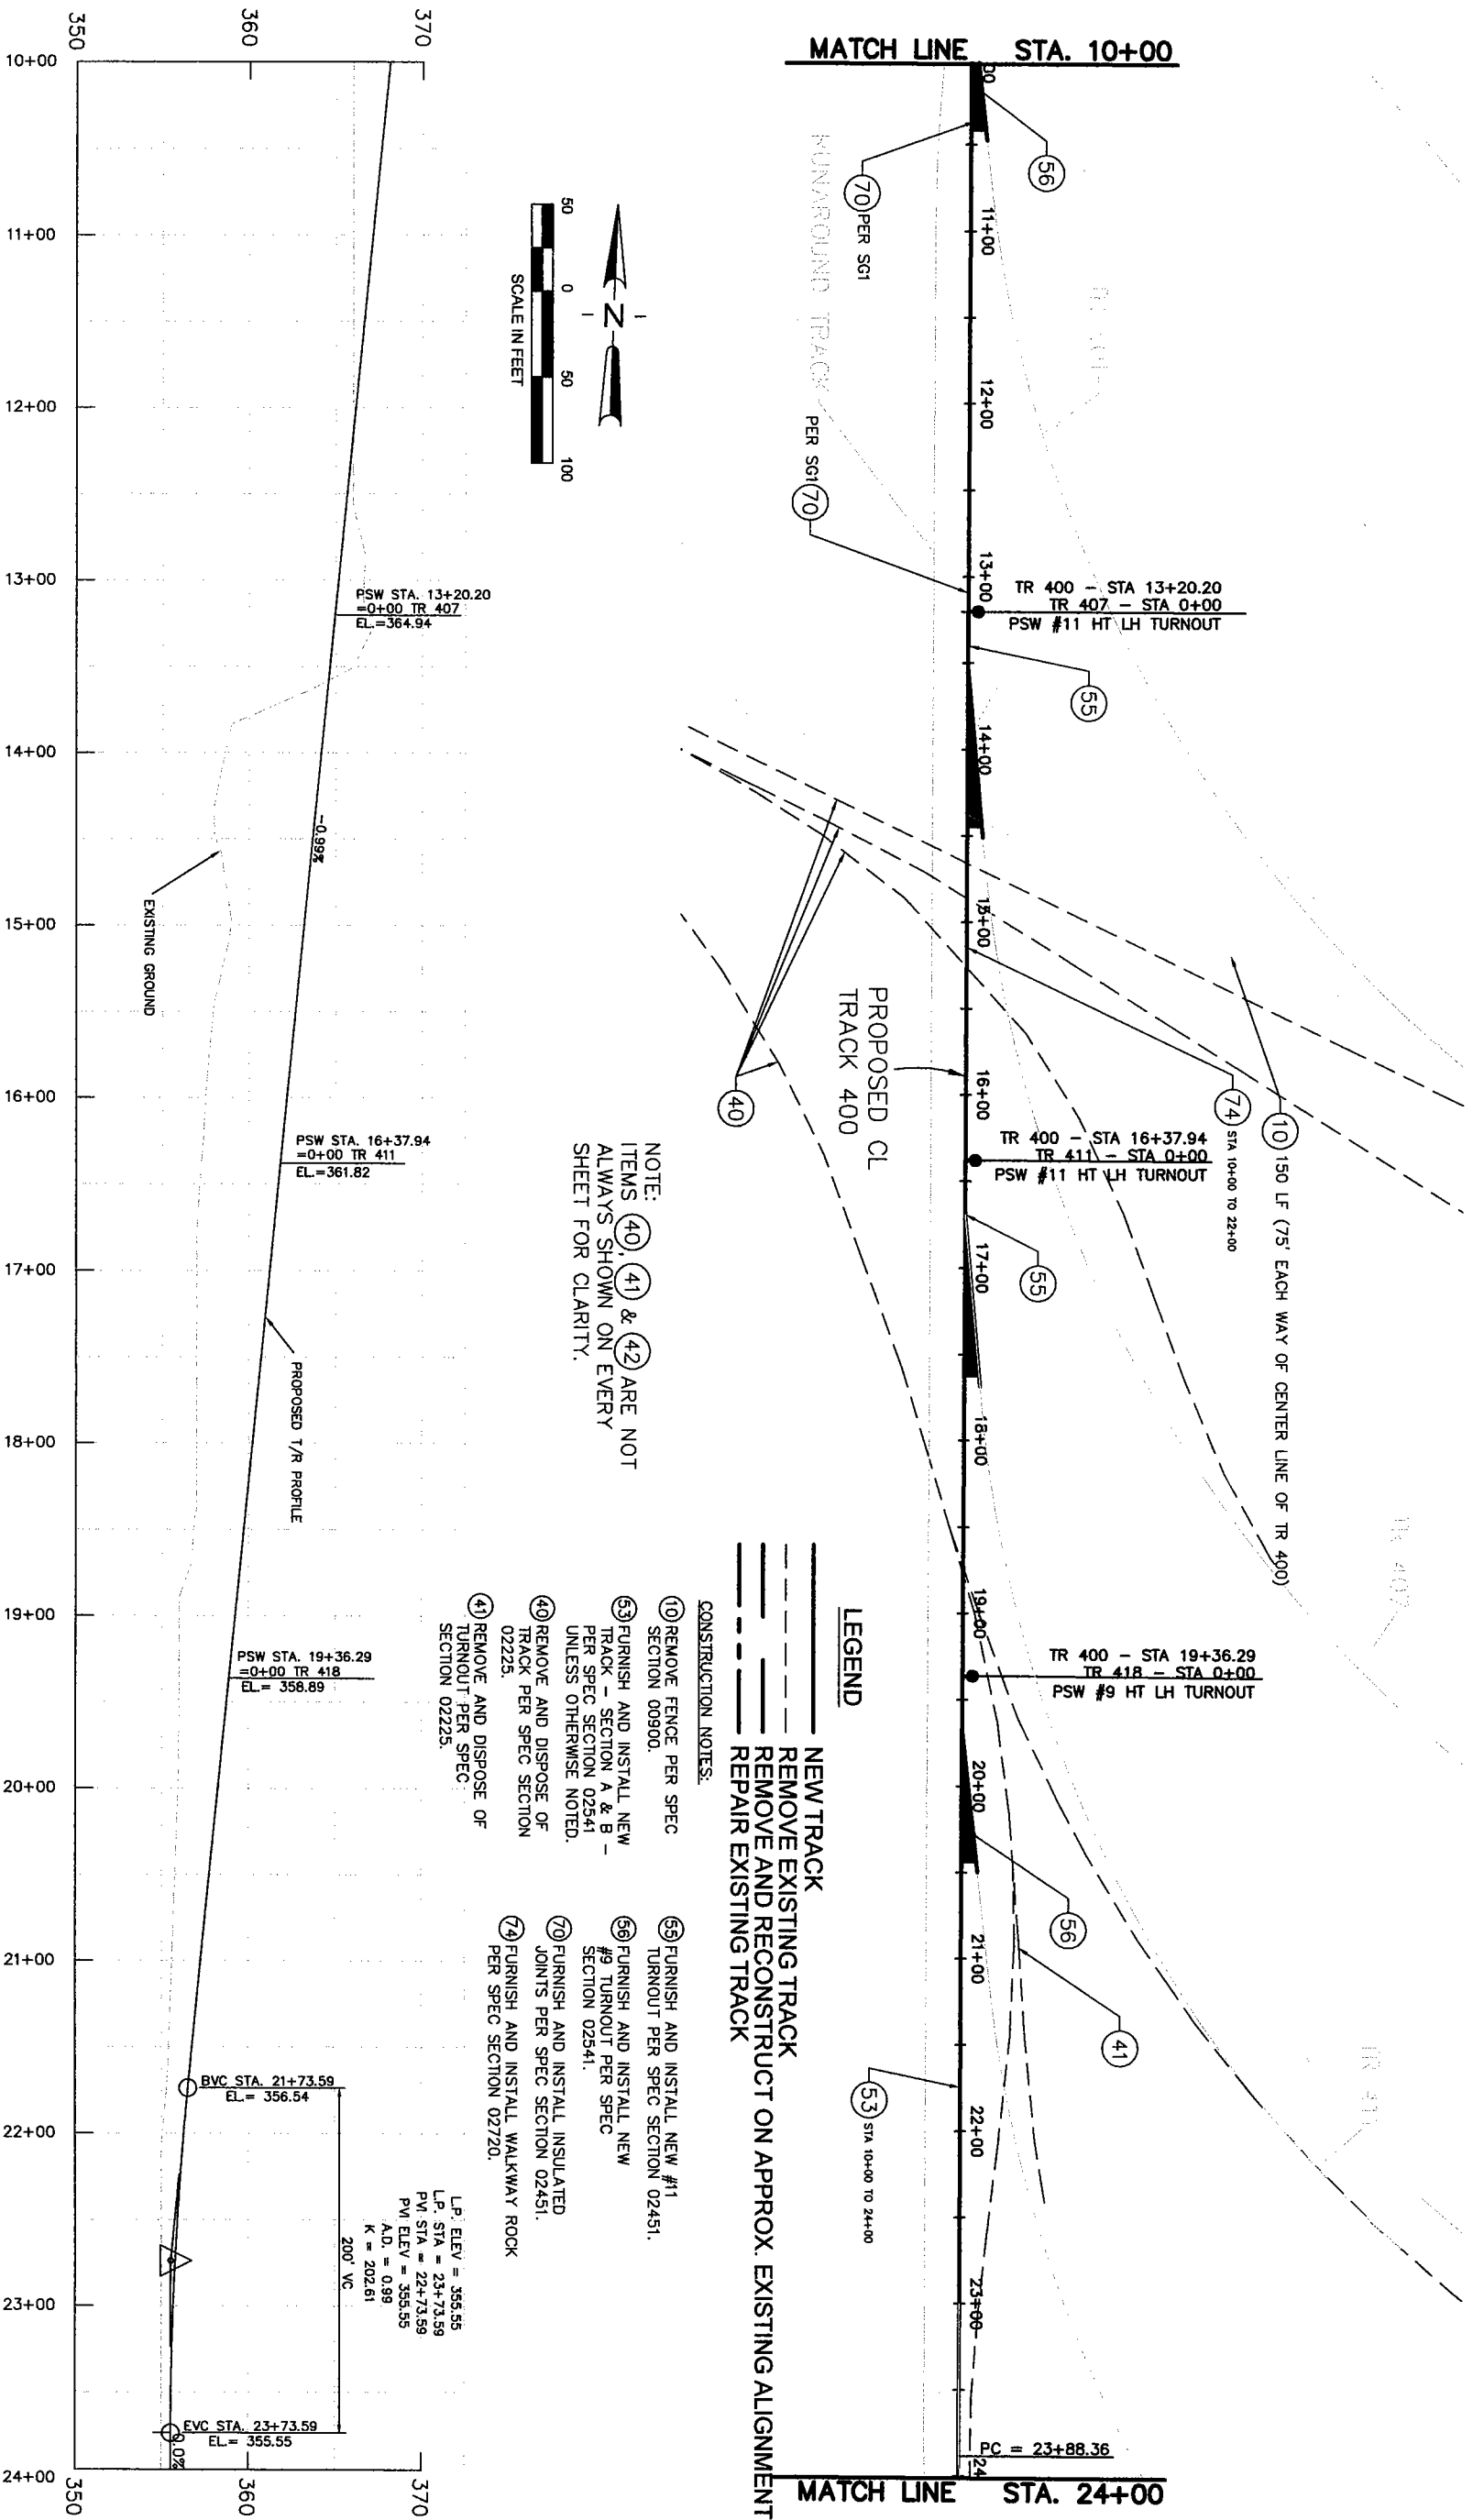 MATCH LINE STA. 10+00
00
56
70 PER SG1
RUNAROUND TRACK
11+00
12+00
PER SG1 70
13+00
TR 400 - STA 13+20.20
TR 407 - STA 0+00
PSW #11 HT LH TURNOUT
55
14+00
15+00
10 150 LF (75' EACH WAY OF CENTER LINE OF TR 400)
74 STA 10+00 TO 22+00
PROPOSED CL
TRACK 400
40
16+00
TR 400 - STA 16+37.94
TR 411 - STA 0+00
PSW #11 HT LH TURNOUT
55
17+00
18+00
TR 407
19+00
TR 400 - STA 19+36.29
TR 418 - STA 0+00
PSW #9 HT LH TURNOUT
20+00
56
21+00
41
53 STA 10+00 TO 24+00
22+00
23+00
PC = 23+88.36
24
MATCH LINE STA. 24+00
50 0 50 100
SCALE IN FEET
N
NOTE:
ITEMS 40, 41 & 42 ARE NOT
ALWAYS SHOWN ON EVERY
SHEET FOR CLARITY.
LEGEND
NEW TRACK
REMOVE EXISTING TRACK
REMOVE AND RECONSTRUCT ON APPROX. EXISTING ALIGNMENT
REPAIR EXISTING TRACK
CONSTRUCTION NOTES:
10 REMOVE FENCE PER SPEC
SECTION 00900.
53 FURNISH AND INSTALL NEW
TRACK - SECTION A & B -
PER SPEC SECTION 02541
UNLESS OTHERWISE NOTED.
40 REMOVE AND DISPOSE OF
TRACK PER SPEC SECTION
02225.
41 REMOVE AND DISPOSE OF
TURNOUT PER SPEC
SECTION 02225.
55 FURNISH AND INSTALL NEW #11
TURNOUT PER SPEC SECTION 02451.
56 FURNISH AND INSTALL NEW
#9 TURNOUT PER SPEC
SECTION 02541.
70 FURNISH AND INSTALL INSULATED
JOINTS PER SPEC SECTION 02451.
74 FURNISH AND INSTALL WALKWAY ROCK
PER SPEC SECTION 02720.
370
360
350
PSW STA. 13+20.20
=0+00 TR 407
EL.=364.94
-0.99%
EXISTING GROUND
PSW STA. 16+37.94
=0+00 TR 411
EL.=361.82
PROPOSED T/R PROFILE
PSW STA. 19+36.29
=0+00 TR 418
EL.= 358.89
BVC STA. 21+73.59
EL.= 356.54
L.P. ELEV = 355.55
L.P. STA = 23+73.59
PVI STA = 22+73.59
PVI ELEV = 355.55
A.D. = 0.99
K = 202.61
200' VC
EVC STA. 23+73.59
EL.= 355.55
0.0%
370
360
350
10+00
11+00
12+00
13+00
14+00
15+00
16+00
17+00
18+00
19+00
20+00
21+00
22+00
23+00
24+00